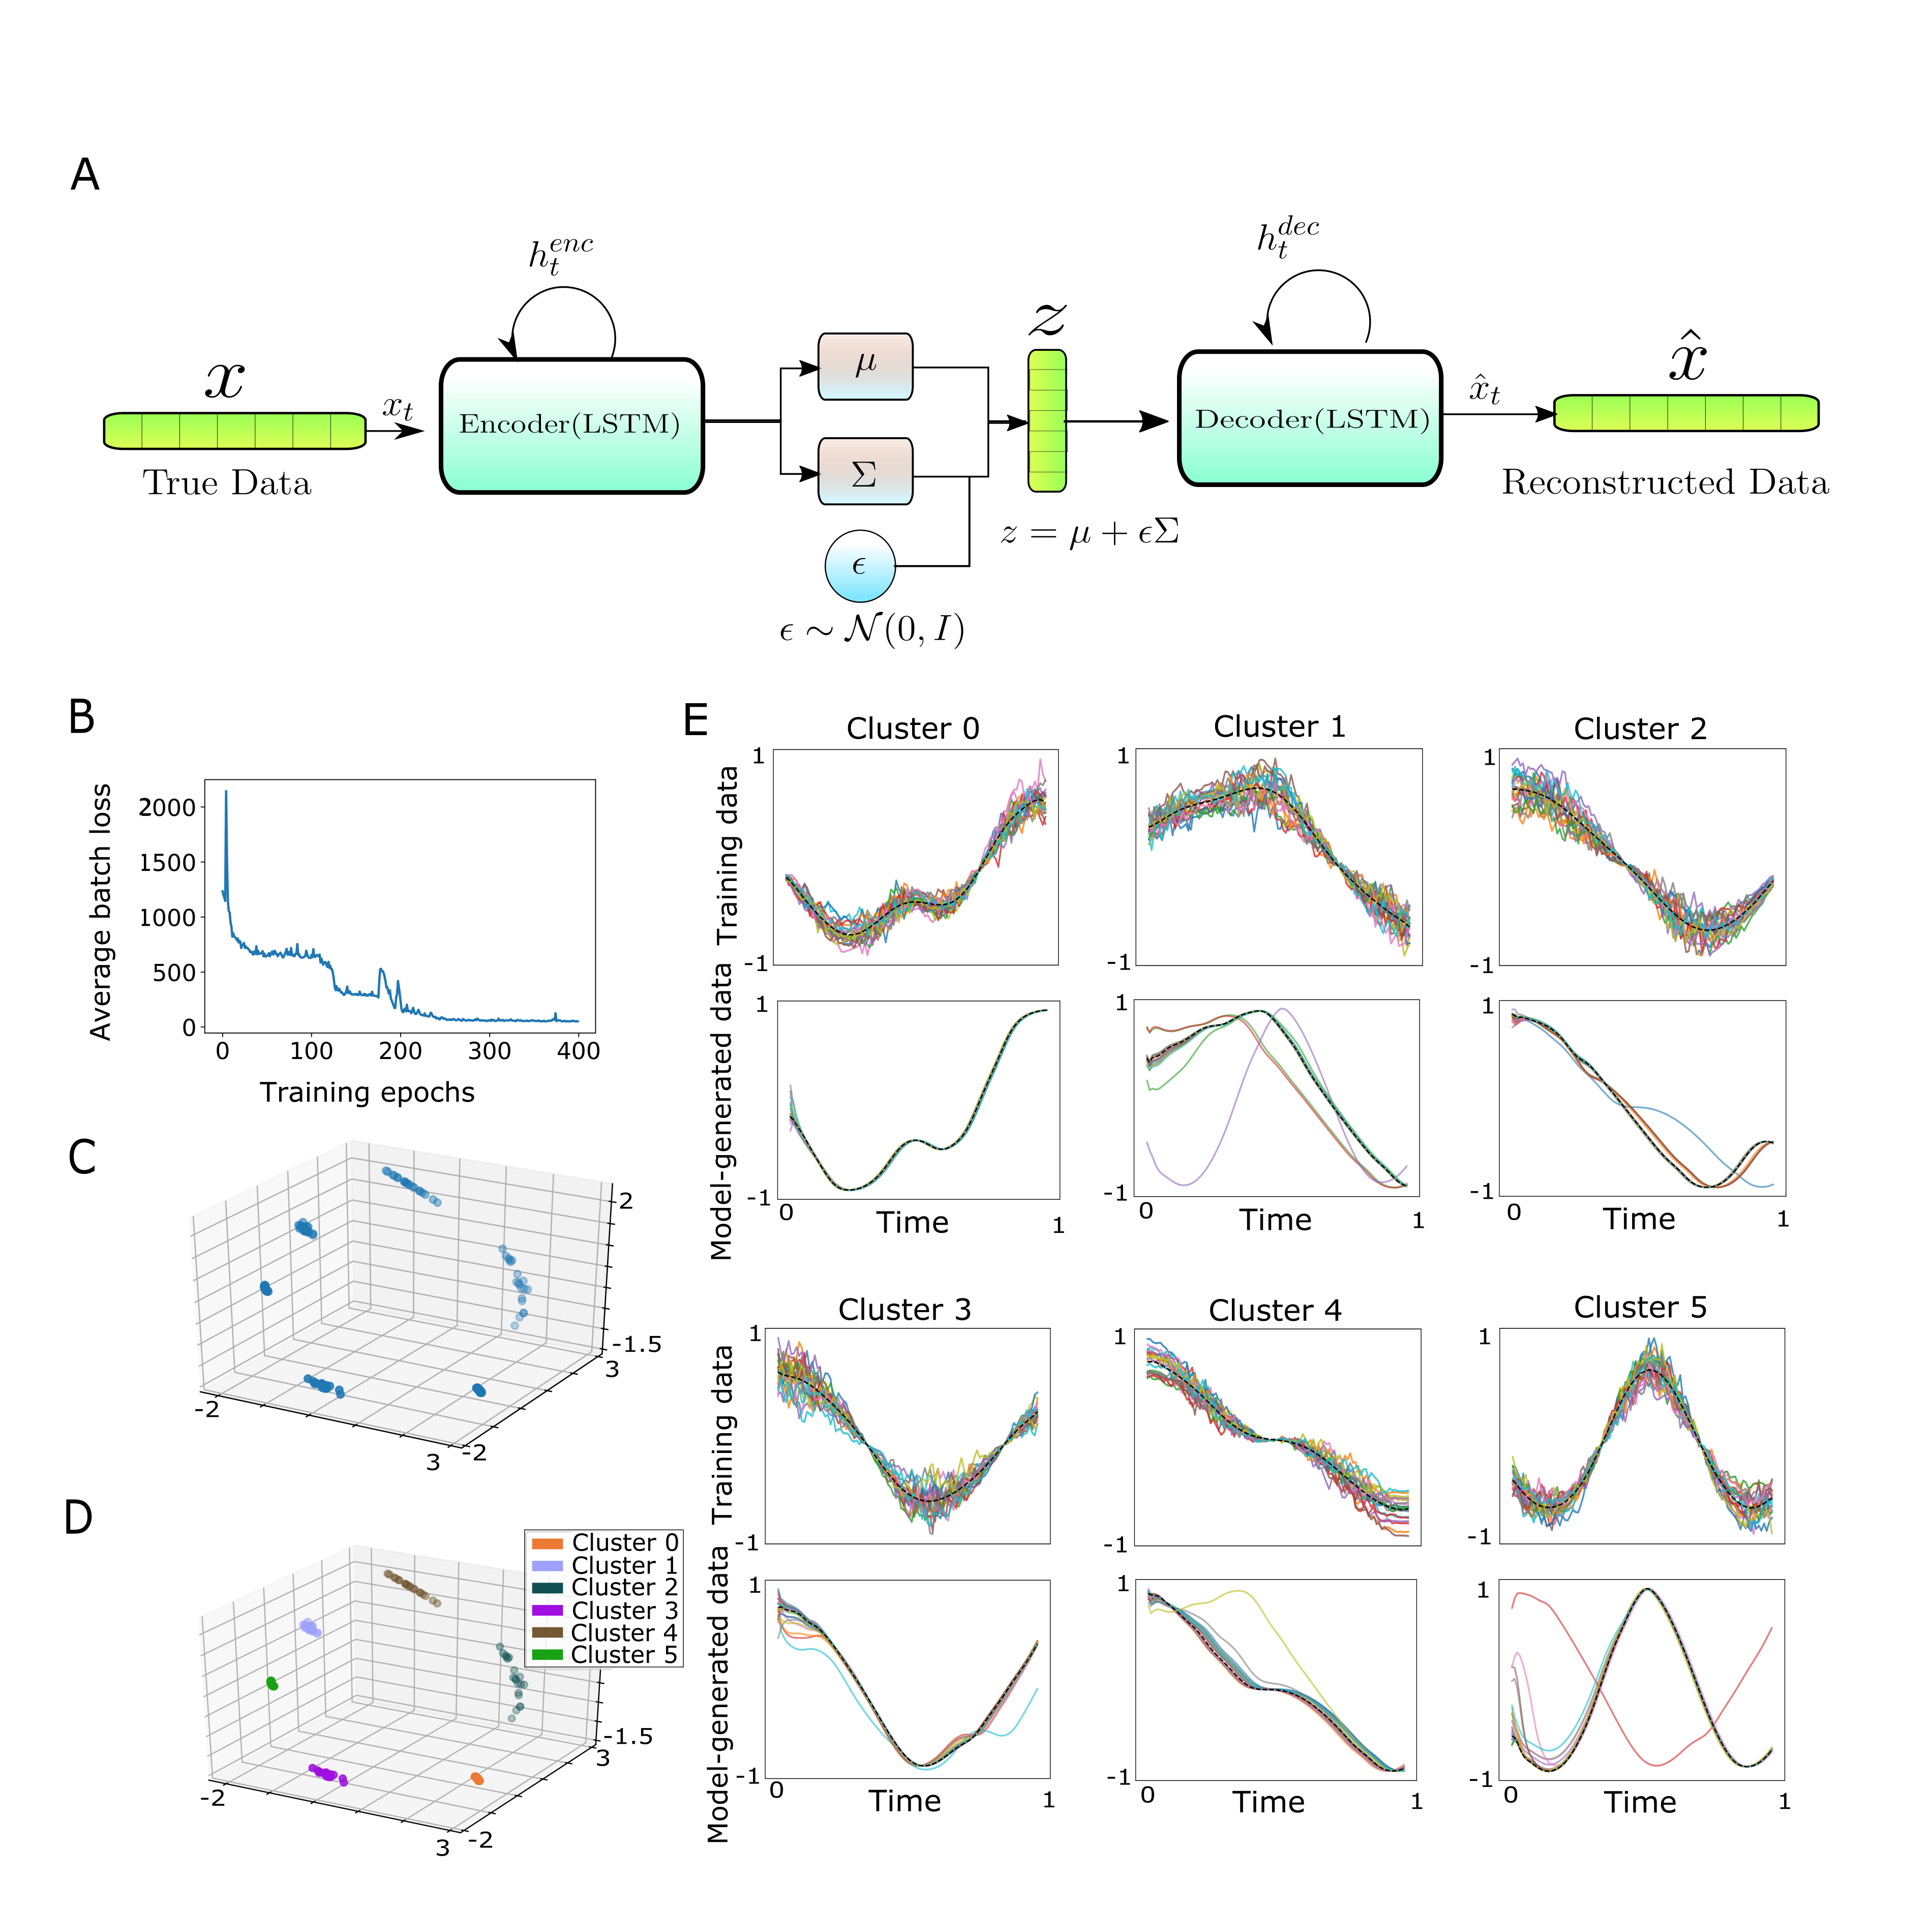 A
h_t^{enc}
h_t^{dec}
x
x_t
Encoder(LSTM)
μ
Σ
z
Decoder(LSTM)
x̂_t
x̂
True Data
Reconstructed Data
z = μ + ϵΣ
ϵ
ϵ ∼ 𝒩(0, I)
B
Average batch loss
2000
1500
1000
500
0
0 100 200 300 400
Training epochs
C
2
-1.5
3
-2
3
-2
D
Cluster 0
Cluster 1
Cluster 2
Cluster 3
Cluster 4
Cluster 5
-1.5
3
-2
3
-2
E
Cluster 0 Cluster 1 Cluster 2
Training data
1 1 1
-1 -1 -1
Model-generated data
1 1 1
-1 -1 -1
0 Time 1 0 Time 1 0 Time 1
Cluster 3 Cluster 4 Cluster 5
Training data
1 1 1
-1 -1 -1
Model-generated data
1 1 1
-1 -1 -1
0 Time 1 0 Time 1 0 Time 1